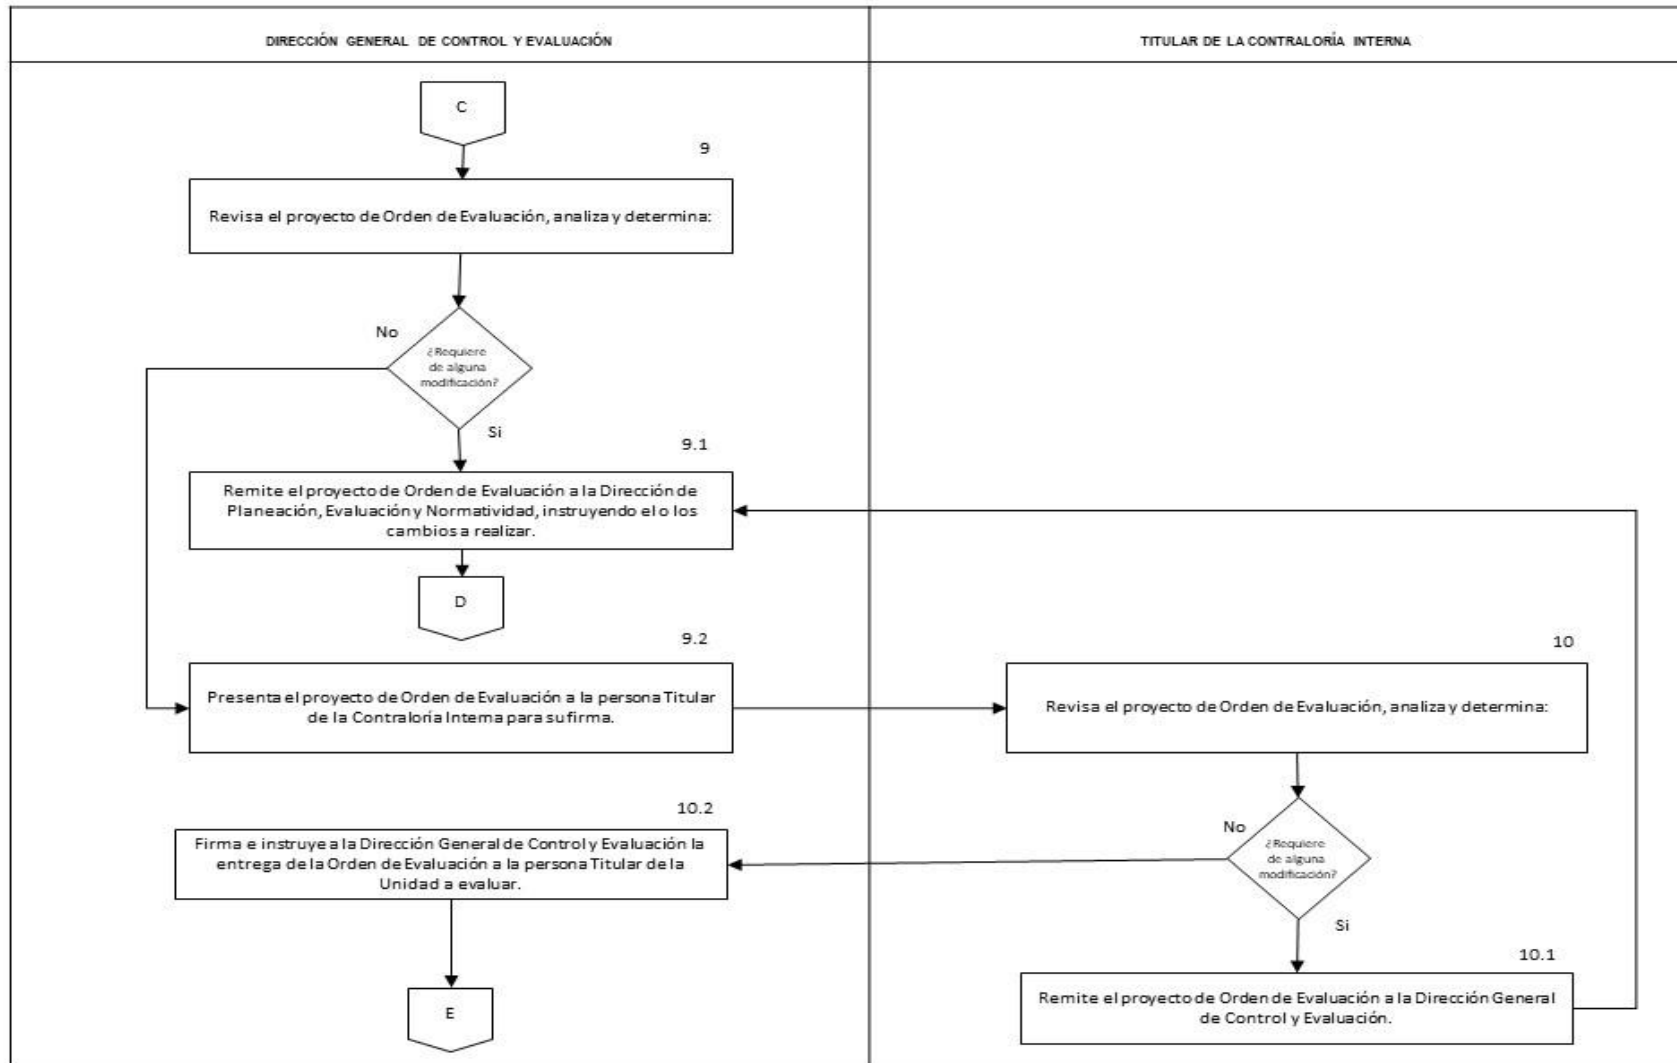 DIRECCIÓN GENERAL DE CONTROL Y EVALUACIÓN
TITULAR DE LA CONTRALORÍA INTERNA
C
9
Revisa el proyecto de Orden de Evaluación, analiza y determina:
No
¿Requiere
de alguna
modificación?
Si
9.1
Remite el proyecto de Orden de Evaluación a la Dirección de
Planeación, Evaluación y Normatividad, instruyendo el o los
cambios a realizar.
D
9.2
Presenta el proyecto de Orden de Evaluación a la persona Titular
de la Contraloría Interna para su firma.
10
Revisa el proyecto de Orden de Evaluación, analiza y determina:
No
¿Requiere
de alguna
modificación?
Si
10.1
Remite el proyecto de Orden de Evaluación a la Dirección General
de Control y Evaluación.
10.2
Firma e instruye a la Dirección General de Control y Evaluación la
entrega de la Orden de Evaluación a la persona Titular de la
Unidad a evaluar.
E